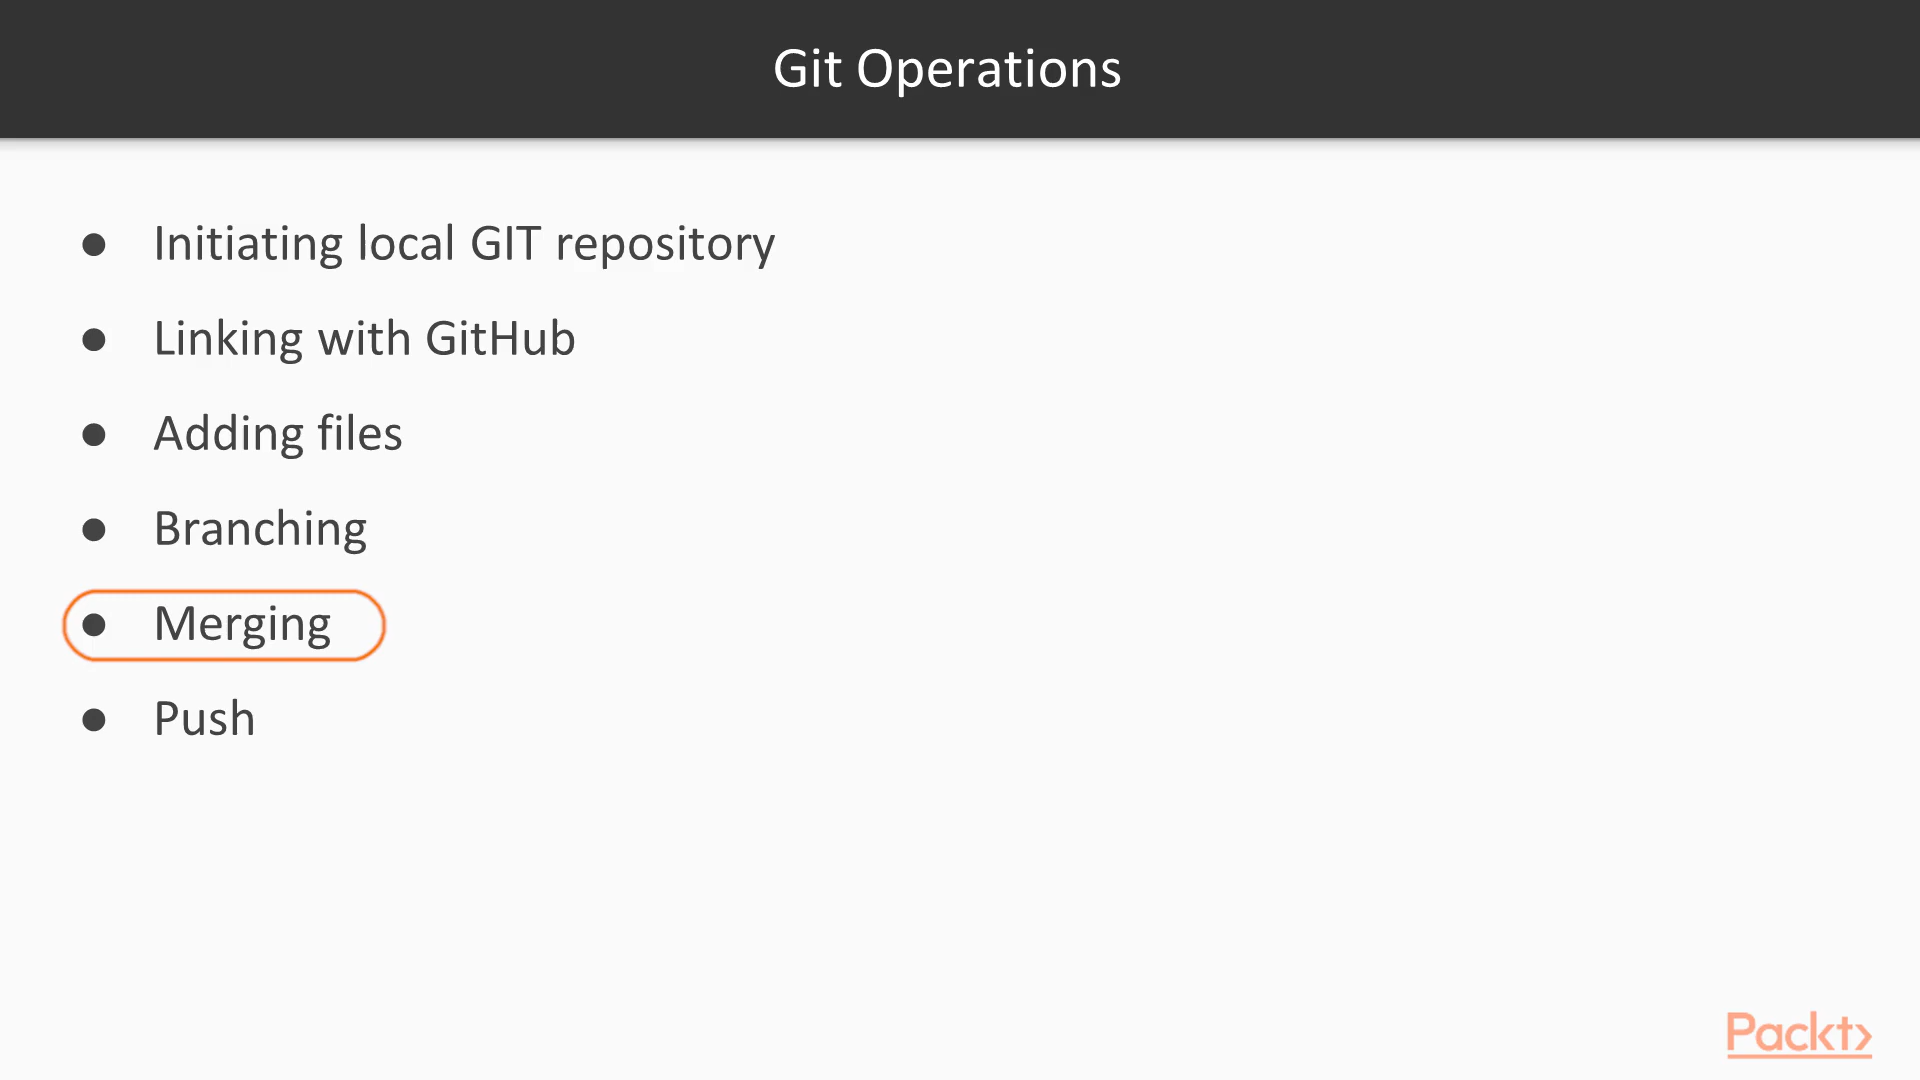 Git Operations
● Initiating local GIT repository
● Linking with GitHub
● Adding files
● Branching
● Merging
● Push
Packt>